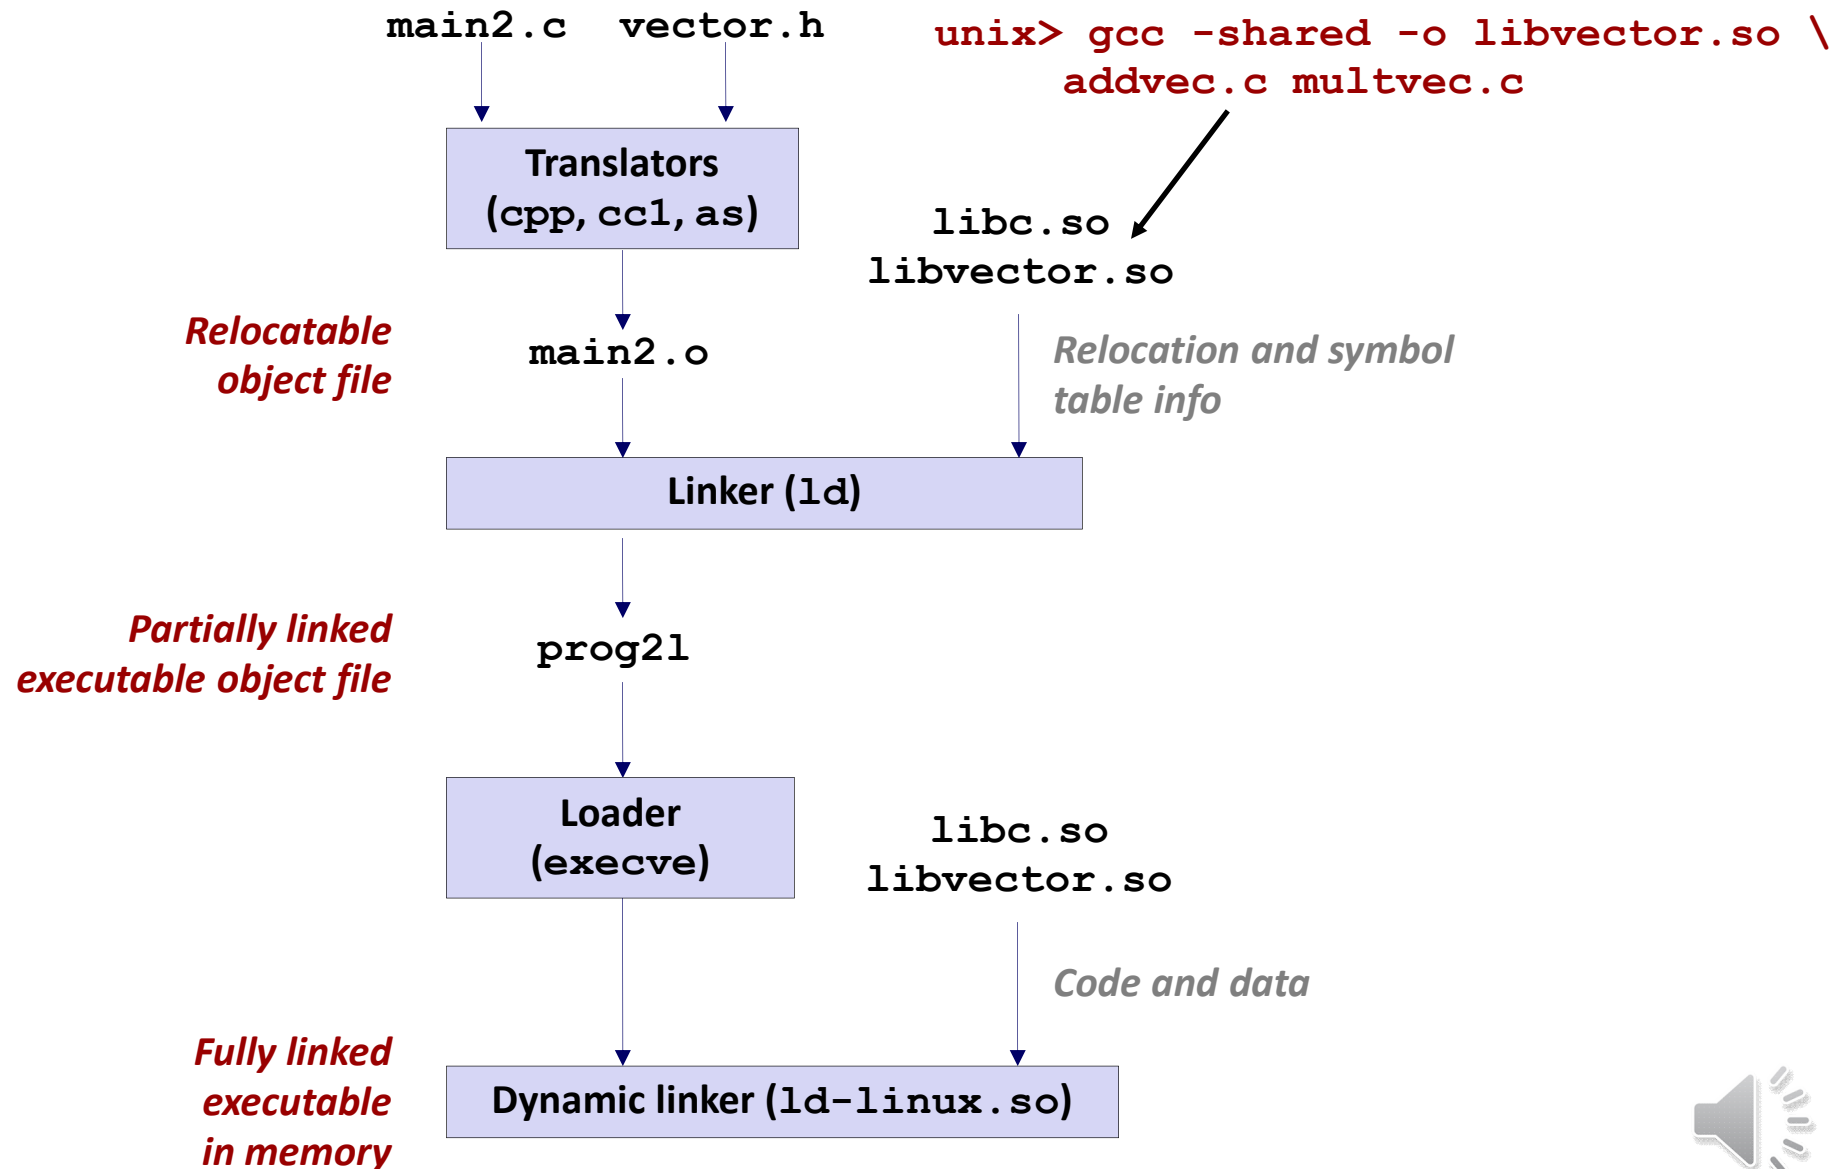 main2.c vector.h
unix> gcc -shared -o libvector.so \
addvec.c multvec.c
Translators
(cpp, cc1, as)
libc.so
libvector.so
Relocatable
object file
main2.o
Relocation and symbol
table info
Linker (ld)
Partially linked
executable object file
prog2l
Loader
(execve)
libc.so
libvector.so
Code and data
Fully linked
executable
in memory
Dynamic linker (ld-linux.so)